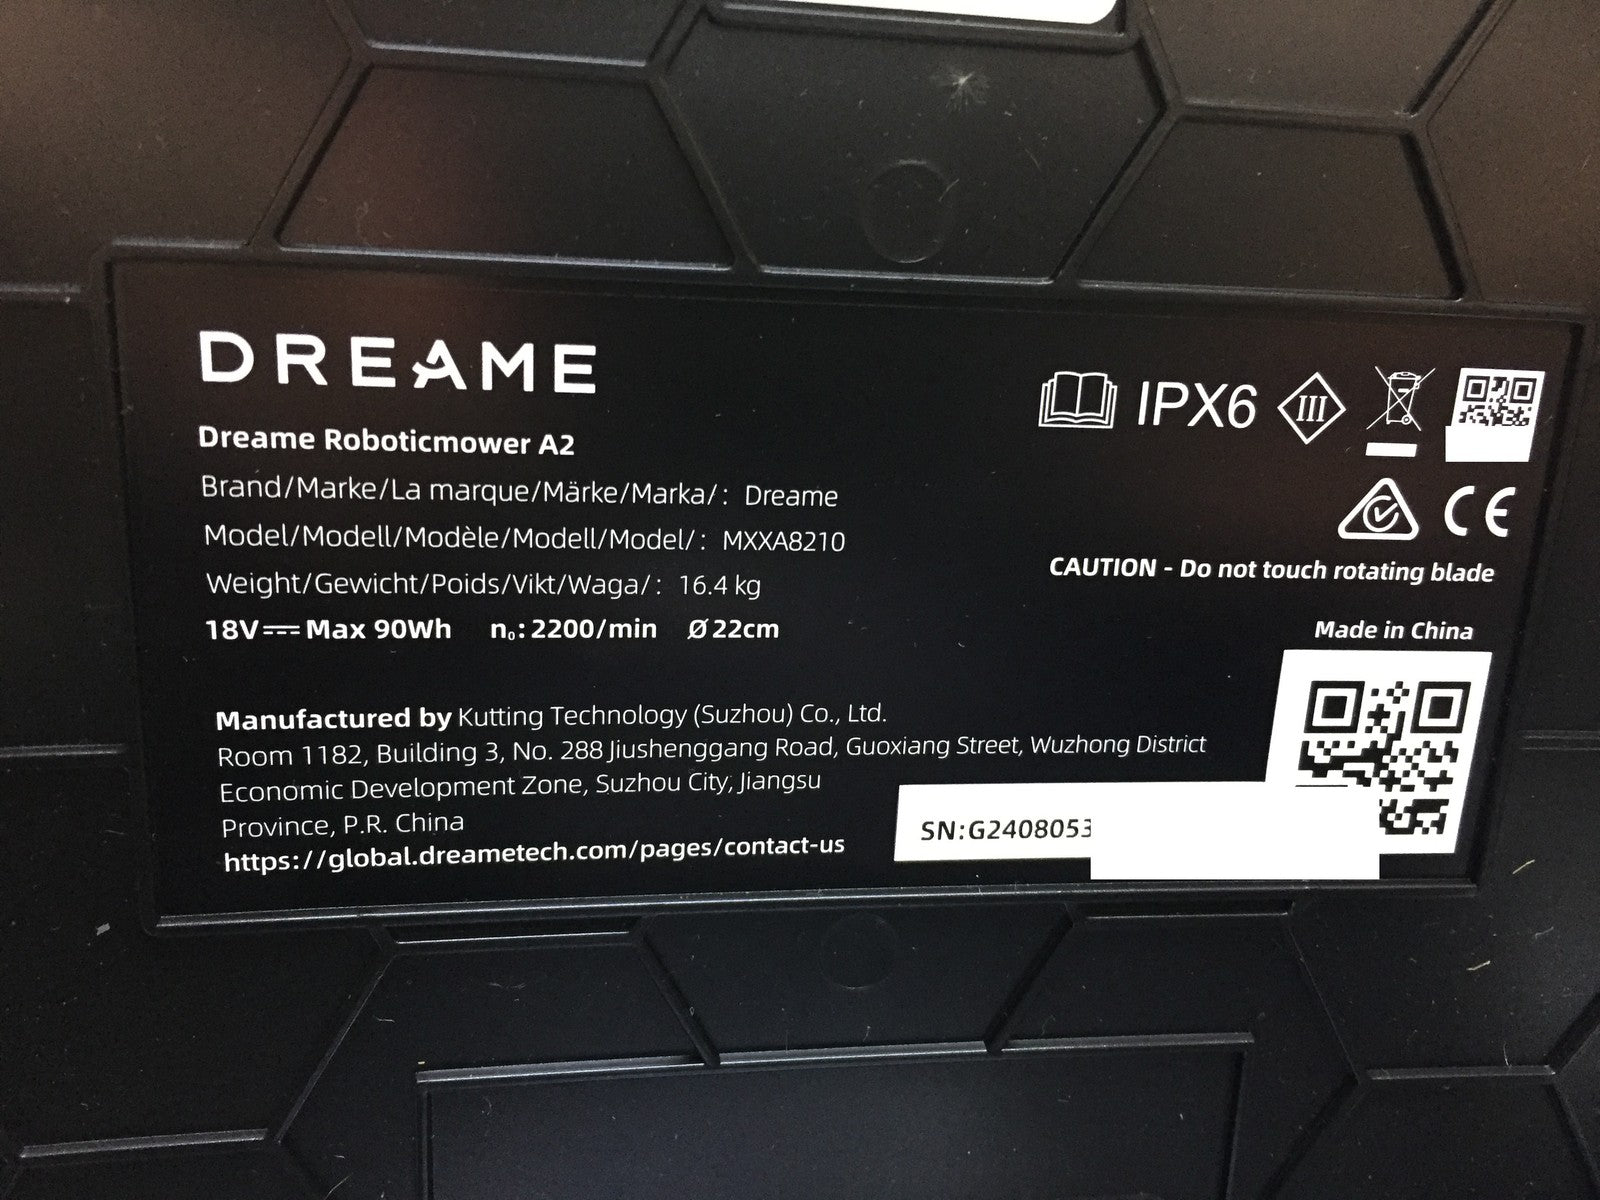 DREAME
Dreame Roboticmower A2
Brand/Marke/La marque/Märke/Marka/: Dreame
Model/Modell/Modèle/Modell/Model/: MXXA8210
Weight/Gewicht/Poids/Vikt/Waga/: 16.4 kg
18V⎓Max 90Wh n₀: 2200/min Ø 22cm
Manufactured by Kutting Technology (Suzhou) Co., Ltd.
Room 1182, Building 3, No. 288 Jiushenggang Road, Guoxiang Street, Wuzhong District
Economic Development Zone, Suzhou City, Jiangsu
Province, P.R. China
https://global.dreametech.com/pages/contact-us
IPX6 III
CE
CAUTION - Do not touch rotating blade
Made in China
SN:G2408053